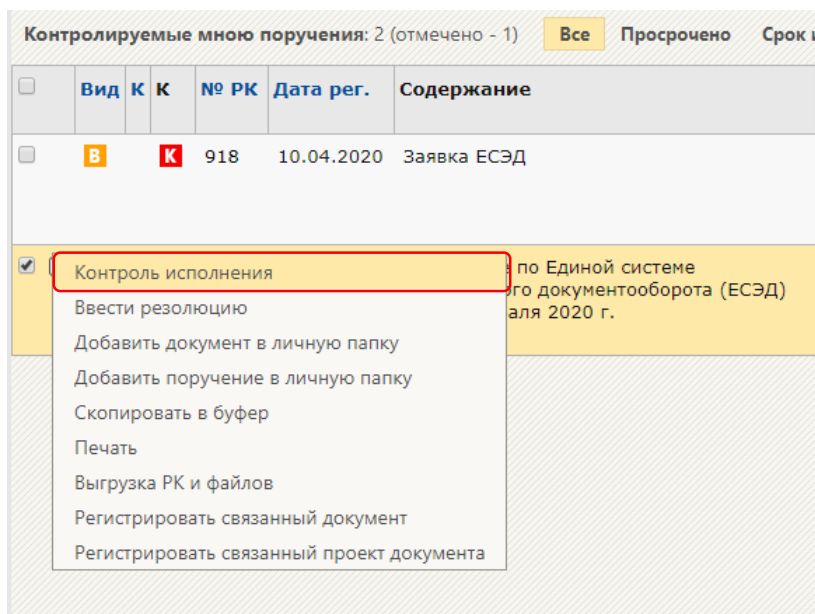 Контролируемые мною поручения: 2 (отмечено - 1) Все Просрочено Срок
Вид К К № РК Дата рег. Содержание
В К 918 10.04.2020 Заявка ЕСЭД
по Единой системе
документооборота (ЕСЭД)
2020 г.
Контроль исполнения
Ввести резолюцию
Добавить документ в личную папку
Добавить поручение в личную папку
Скопировать в буфер
Печать
Выгрузка РК и файлов
Регистрировать связанный документ
Регистрировать связанный проект документа